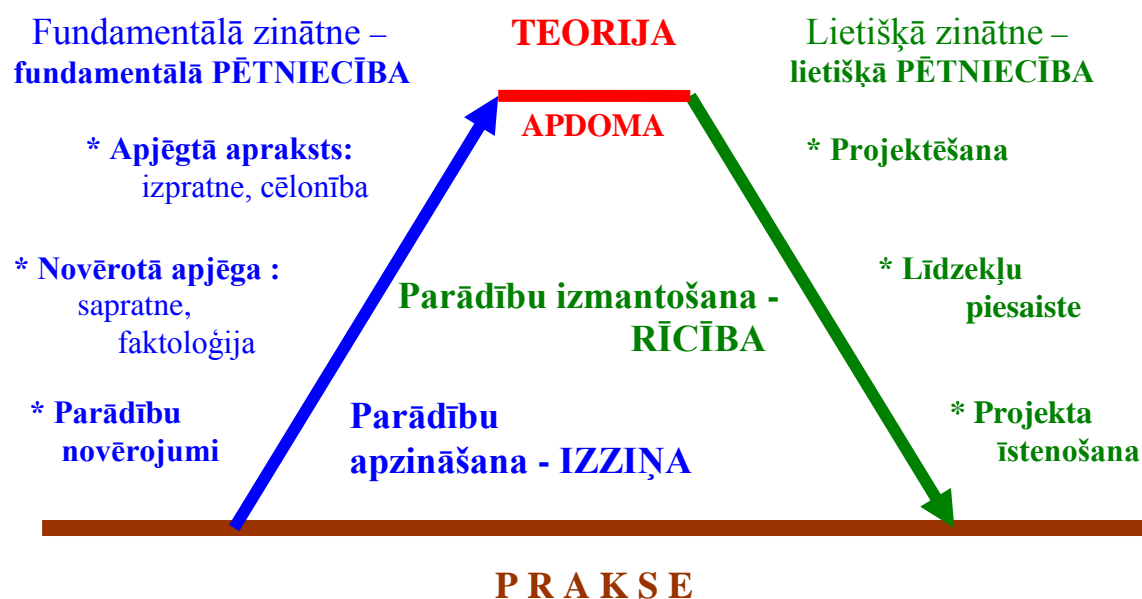 Fundamentālā zinātne –
fundamentālā PĒTNIECĪBA
* Apjēgtā apraksts:
izpratne, cēlonība
* Novērotā apjēga :
sapratne,
faktoloģija
* Parādību
novērojumi
TEORIJA
APDOMA
Parādību izmantošana -
RĪCĪBA
Parādību
apzināšana - IZZIŅA
Lietišķā zinātne –
lietišķā PĒTNIECĪBA
* Projektēšana
* Līdzekļu
piesaiste
* Projekta
īstenošana
P R A K S E